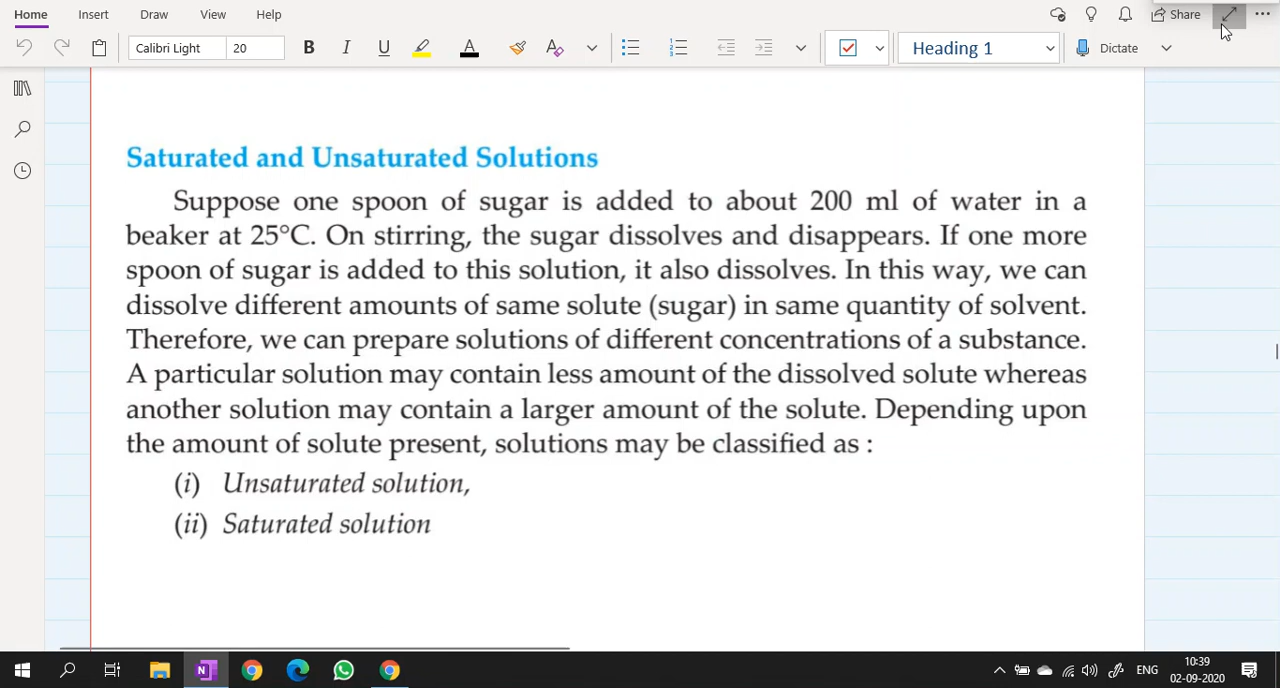 Home Insert Draw View Help Share
Calibri Light 20 B I U A A Heading 1 Dictate
Saturated and Unsaturated Solutions
Suppose one spoon of sugar is added to about 200 ml of water in a
beaker at 25°C. On stirring, the sugar dissolves and disappears. If one more
spoon of sugar is added to this solution, it also dissolves. In this way, we can
dissolve different amounts of same solute (sugar) in same quantity of solvent.
Therefore, we can prepare solutions of different concentrations of a substance.
A particular solution may contain less amount of the dissolved solute whereas
another solution may contain a larger amount of the solute. Depending upon
the amount of solute present, solutions may be classified as :
(i) Unsaturated solution,
(ii) Saturated solution
ENG 10:39
02-09-2020